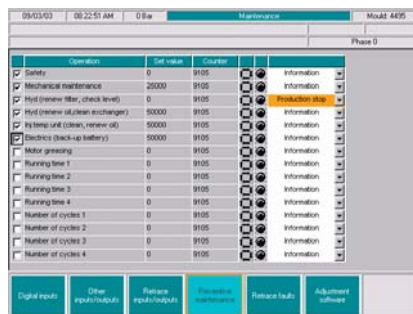 09/03/03 08:22:51 AM 0 Bar Maintenance Mould: 4495
Phase 0
Operation Set value Counter
Safety 0 9105 Information
Mechanical maintenance 25000 9105 Information
Hyd (renew filter, check level) 0 9105 Production stop
Hyd (renew oil,clean exchanger) 50000 9105 Information
Inj.temp unit (clean, renew oil) 50000 9105 Information
Electrics (back-up battery) 50000 9105 Information
Motor greasing 0 9105 Information
Running time 1 0 9105 Information
Running time 2 0 9105 Information
Running time 3 0 9105 Information
Running time 4 0 9105 Information
Number of cycles 1 0 9105 Information
Number of cycles 2 0 9105 Information
Number of cycles 3 0 9105 Information
Number of cycles 4 0 9105 Information
Digital inputs Other inputs/outputs Retrace inputs/outputs Preventive maintenance Retrace faults Adjustment software